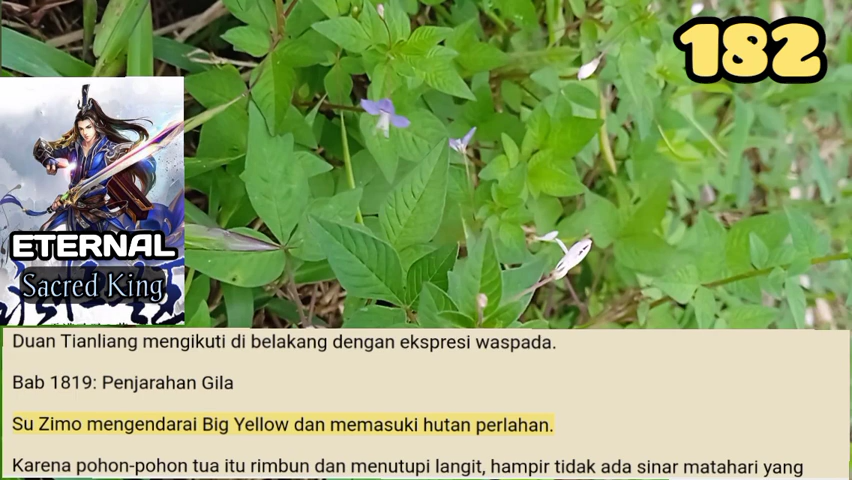 182
ETERNAL
Sacred King
Duan Tianliang mengikuti di belakang dengan ekspresi waspada.
Bab 1819: Penjarahan Gila
Su Zimo mengendarai Big Yellow dan memasuki hutan perlahan.
Karena pohon-pohon tua itu rimbun dan menutupi langit, hampir tidak ada sinar matahari yang